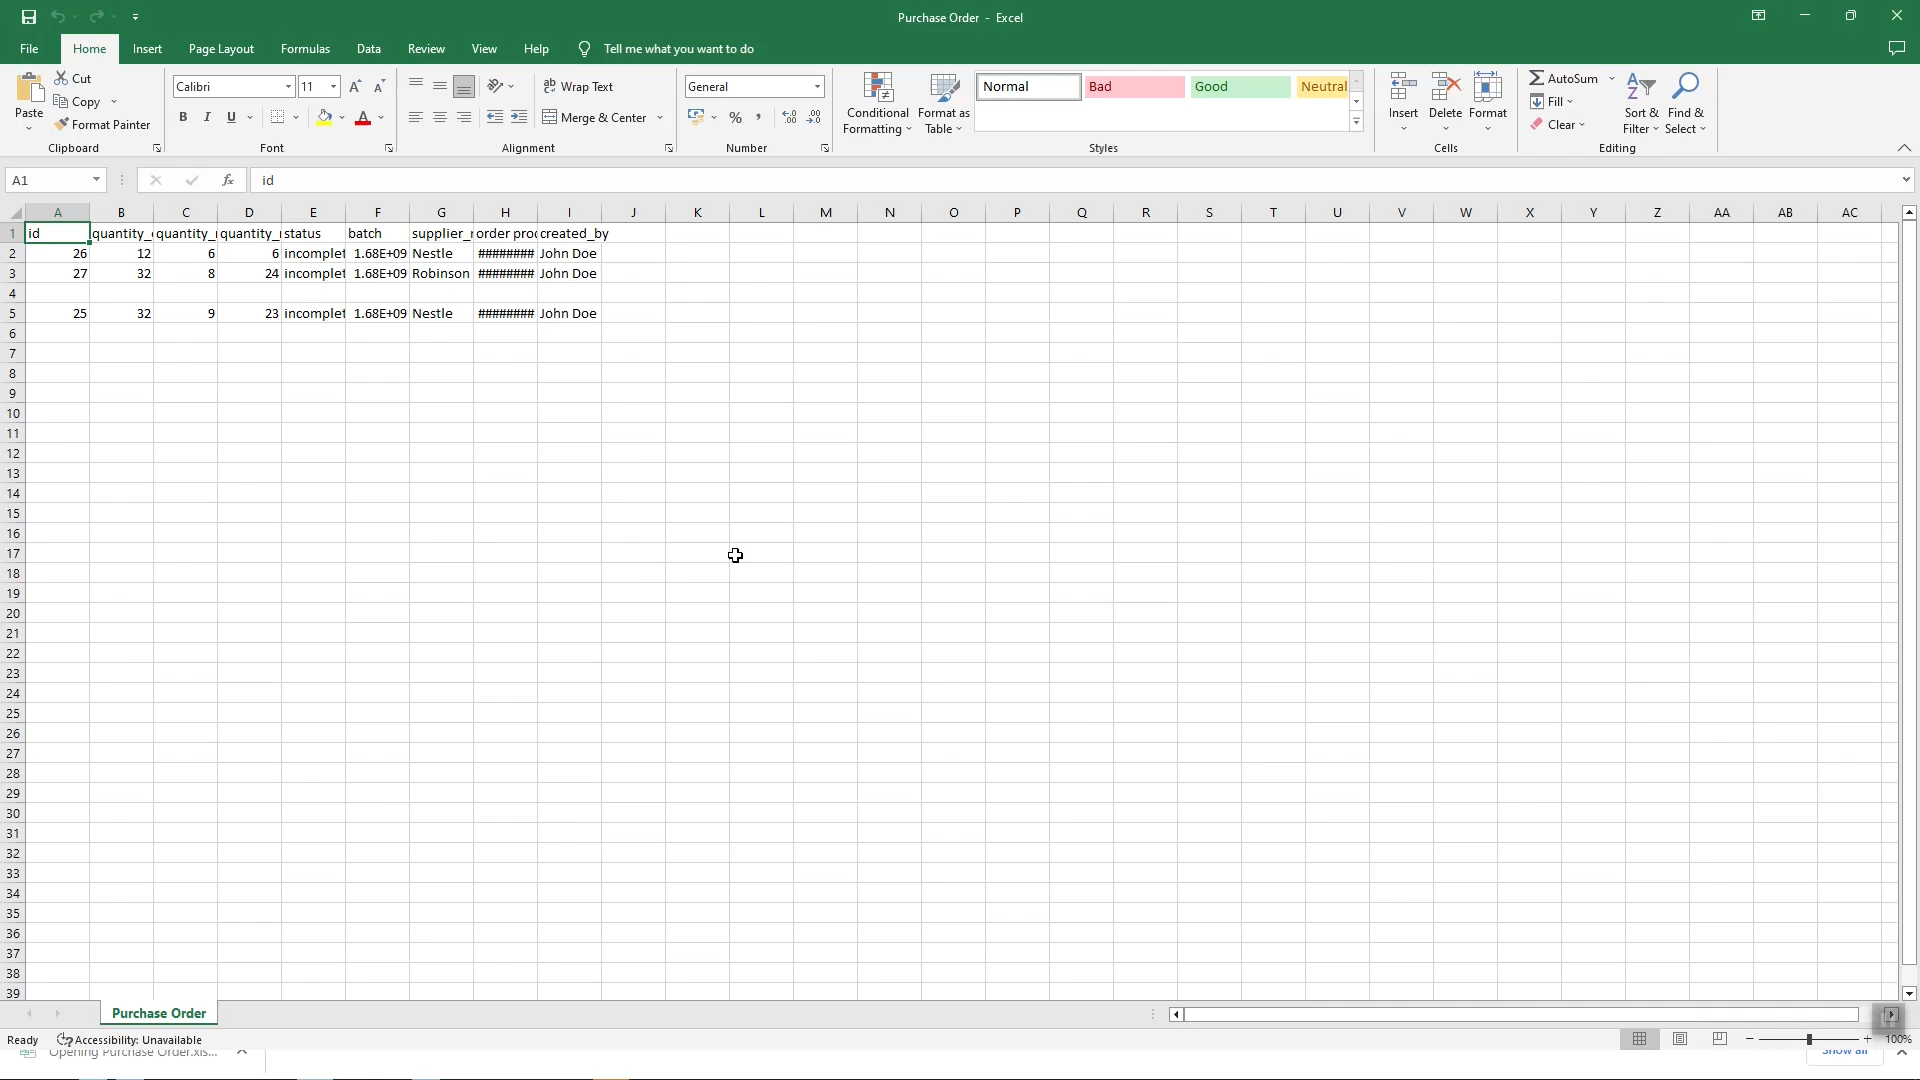 Purchase Order - Excel
File Home Insert Page Layout Formulas Data Review View Help Tell me what you want to do
Paste Cut Copy Format Painter Clipboard
Calibri 11 B I U Font
Wrap Text Merge & Center Alignment
General % , Number
Conditional Formatting Format as Table Normal Bad Good Neutral Styles
Insert Delete Format Cells
AutoSum Fill Clear Sort & Filter Find & Select Editing
A1 fx id
A B C D E F G H I J K L M N O P Q R S T U V W X Y Z AA AB AC
1 id quantity_ quantity_ quantity_ status batch supplier_ order proc created_by
2 26 12 6 6 incomplet 1.68E+09 Nestle ######## John Doe
3 27 32 8 24 incomplet 1.68E+09 Robinson ######## John Doe
4
5 25 32 9 23 incomplet 1.68E+09 Nestle ######## John Doe
6
7
8
9
10
11
12
13
14
15
16
17
18
19
20
21
22
23
24
25
26
27
28
29
30
31
32
33
34
35
36
37
38
39
Purchase Order
Ready Accessibility: Unavailable 100%
Opening Purchase Order.xls... Show all